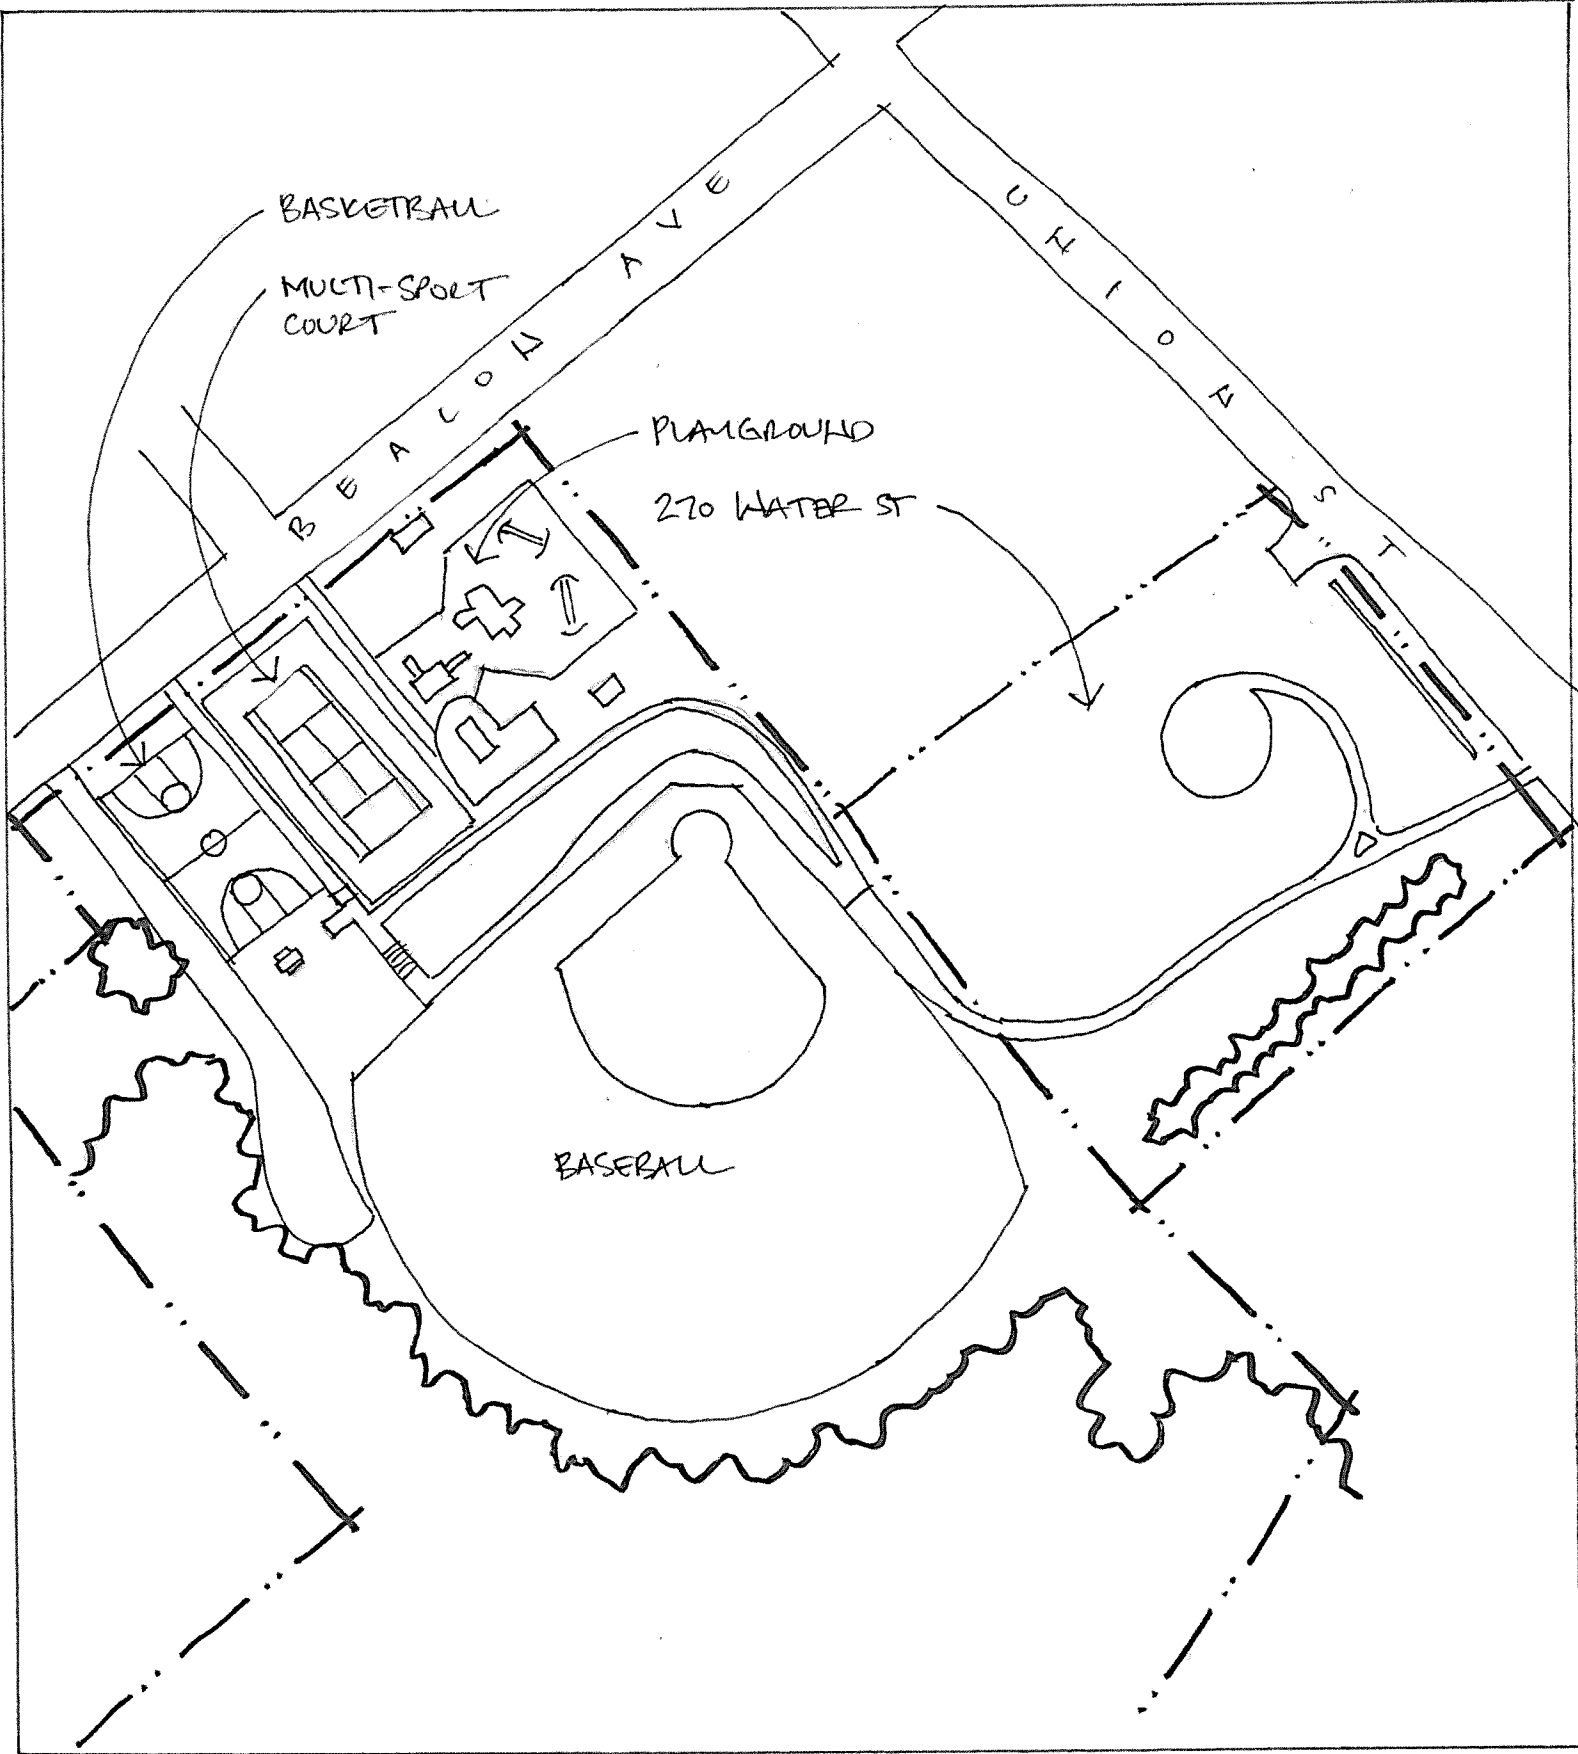 BASKETBALL
MULTI-SPORT
COURT
BEACON AVE
UNION ST
PLAYGROUND
270 WATER ST
BASEBALL